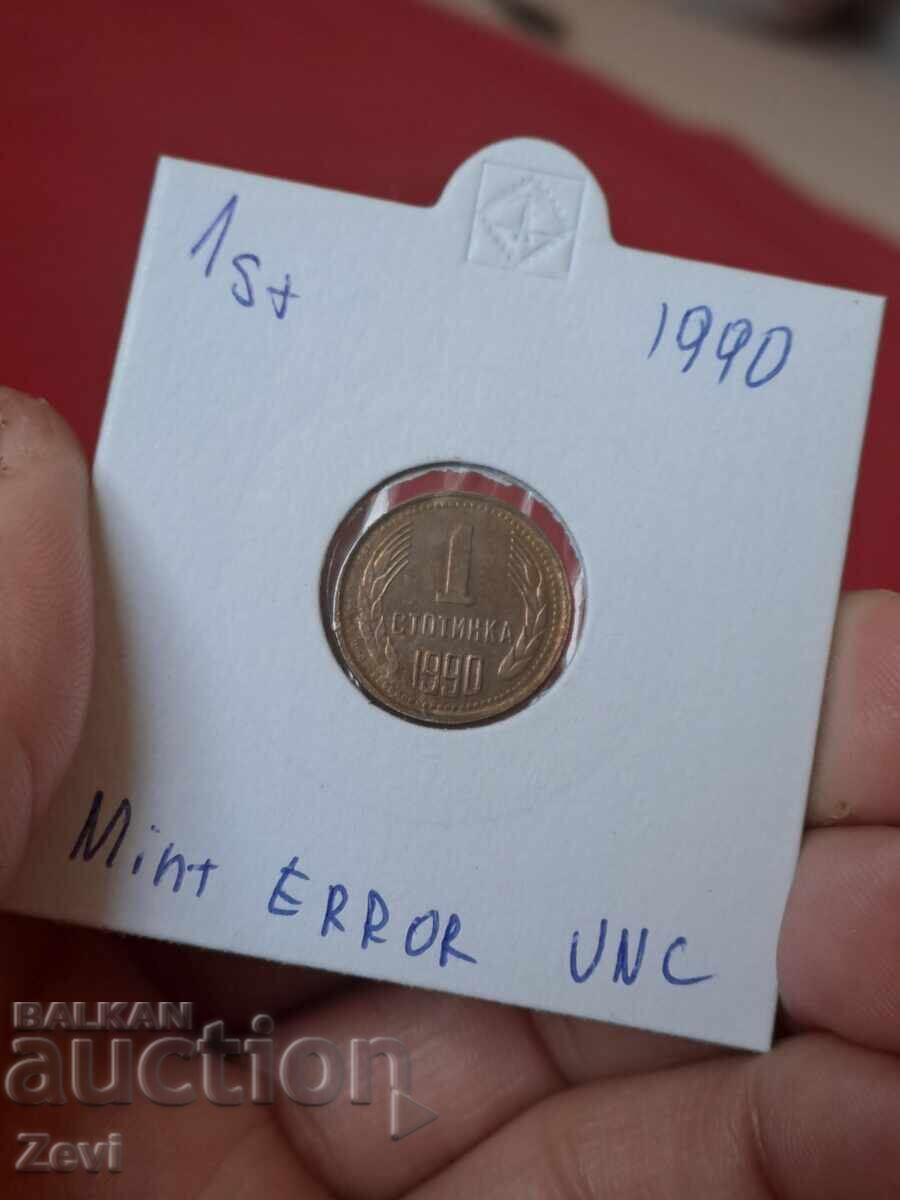 1st
1990
1
СТОТИНКА
1990
Mint ERROR UNC
BALKAN
auction
Zevi